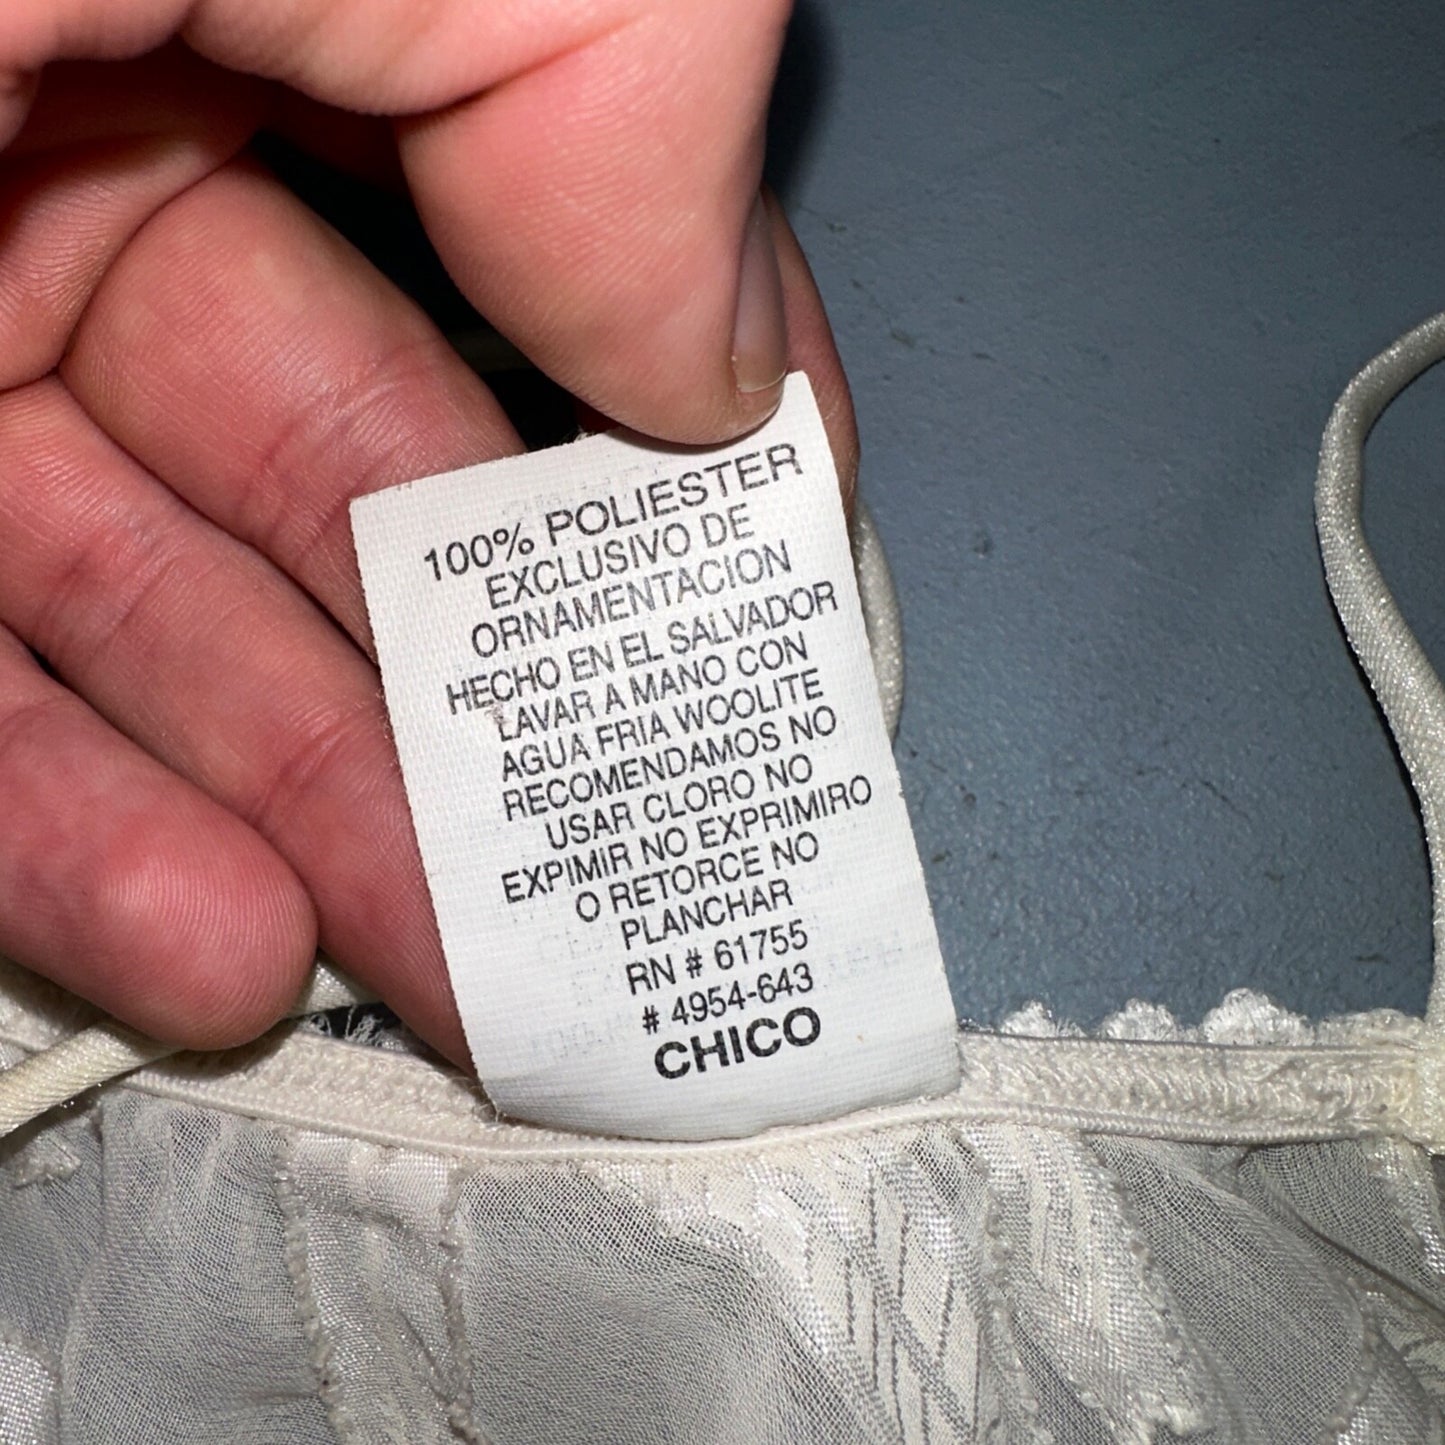 100% POLIESTER
EXCLUSIVO DE
ORNAMENTACION
HECHO EN EL SALVADOR
LAVAR A MANO CON
AGUA FRIA WOOLITE
RECOMENDAMOS NO
USAR CLORO NO
EXPIMIR NO EXPRIMIRO
O RETORCE NO
PLANCHAR
RN # 61755
# 4954-643
CHICO